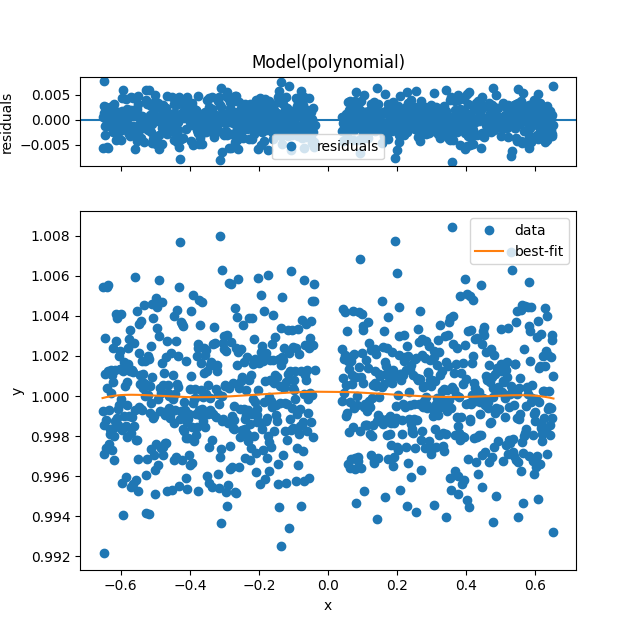 Model(polynomial)
residuals
0.005
0.000
−0.005
residuals
y
1.008
1.006
1.004
1.002
1.000
0.998
0.996
0.994
0.992
data
best-fit
−0.6 −0.4 −0.2 0.0 0.2 0.4 0.6
x